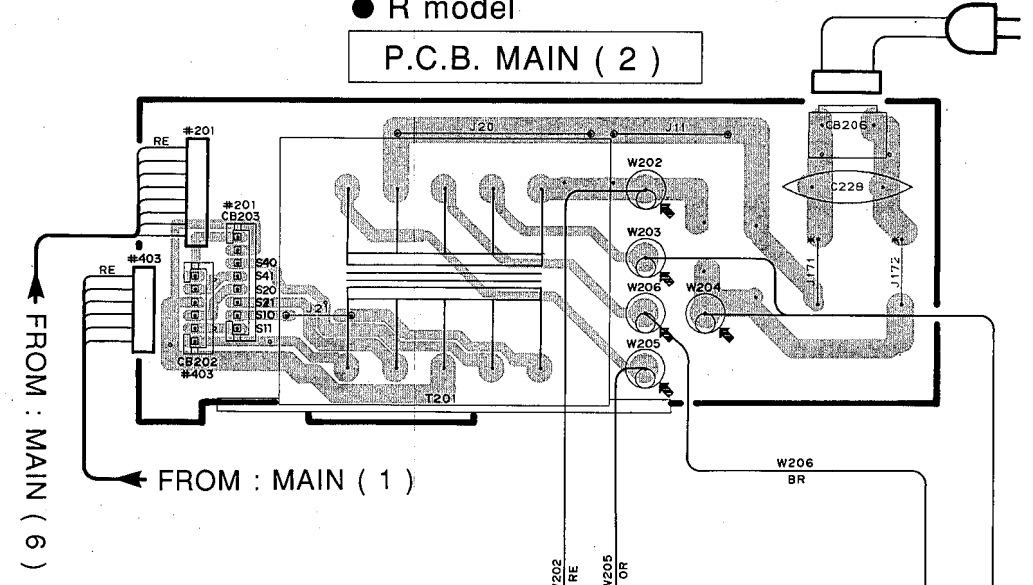 ● R model
P.C.B. MAIN ( 2 )
#201
RE
J20
J11
CB206
W202
C228
#201
CB203
W203
#403
RE
S40
S41
S20
S21
S10
S11
J21
W206
W204
J171
J172
W205
CB202
#403
T201
FROM : MAIN ( 6 )
FROM : MAIN ( 1 )
W206
BR
W202
RE
W205
OR